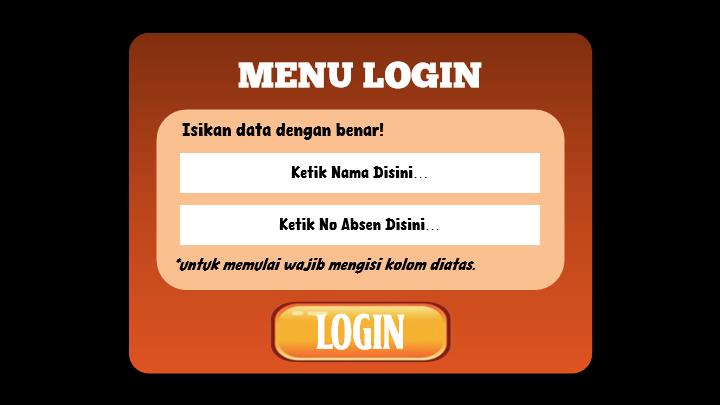 MENU LOGIN
Isikan data dengan benar!
Ketik Nama Disini...
Ketik No Absen Disini...
*untuk memulai wajib mengisi kolom diatas.
LOGIN